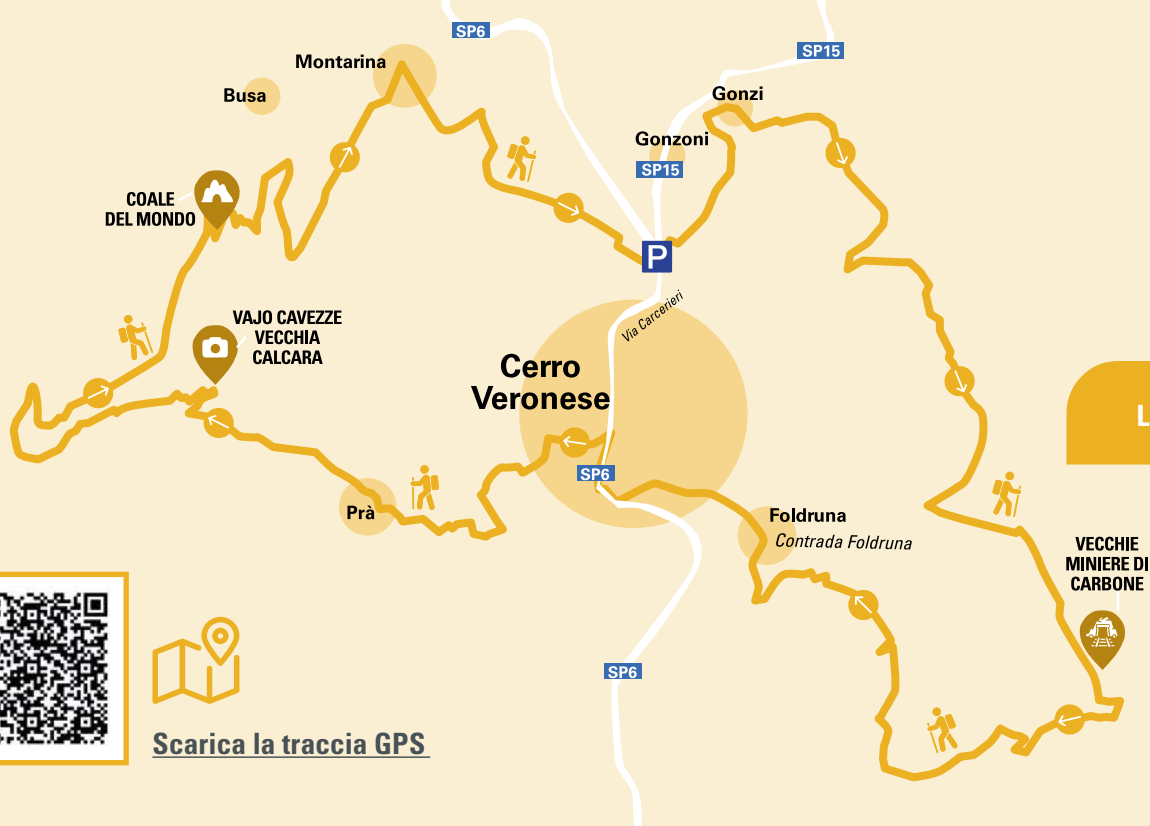 SP6
SP15
Montarina
Busa
Gonzi
Gonzoni
SP15
COALE
DEL MONDO
P
Via Carcerieri
VAJO CAVEZZE
VECCHIA
CALCARA
Cerro
Veronese
L
SP6
Prà
Foldruna
Contrada Foldruna
VECCHIE
MINIERE DI
CARBONE
SP6
Scarica la traccia GPS